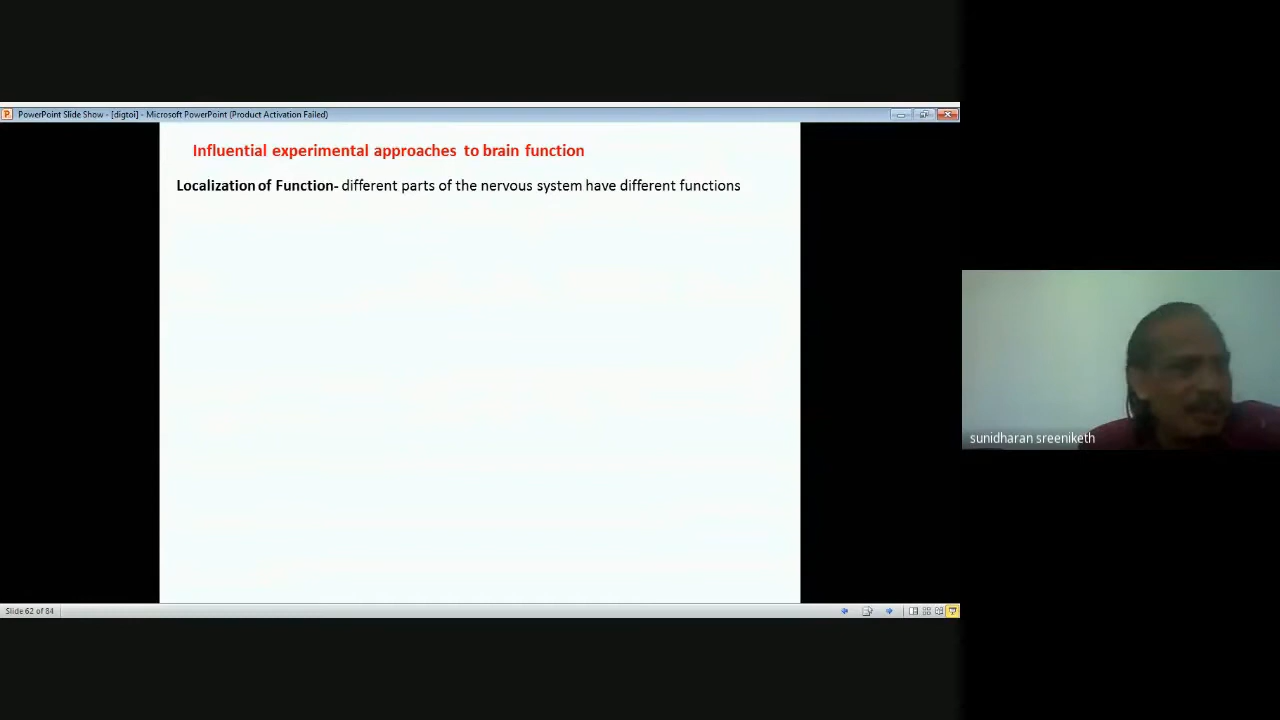 PowerPoint Slide Show - [digtoi] - Microsoft PowerPoint (Product Activation Failed)
Influential experimental approaches to brain function
Localization of Function- different parts of the nervous system have different functions
sunidharan sreeniketh
Slide 62 of 84